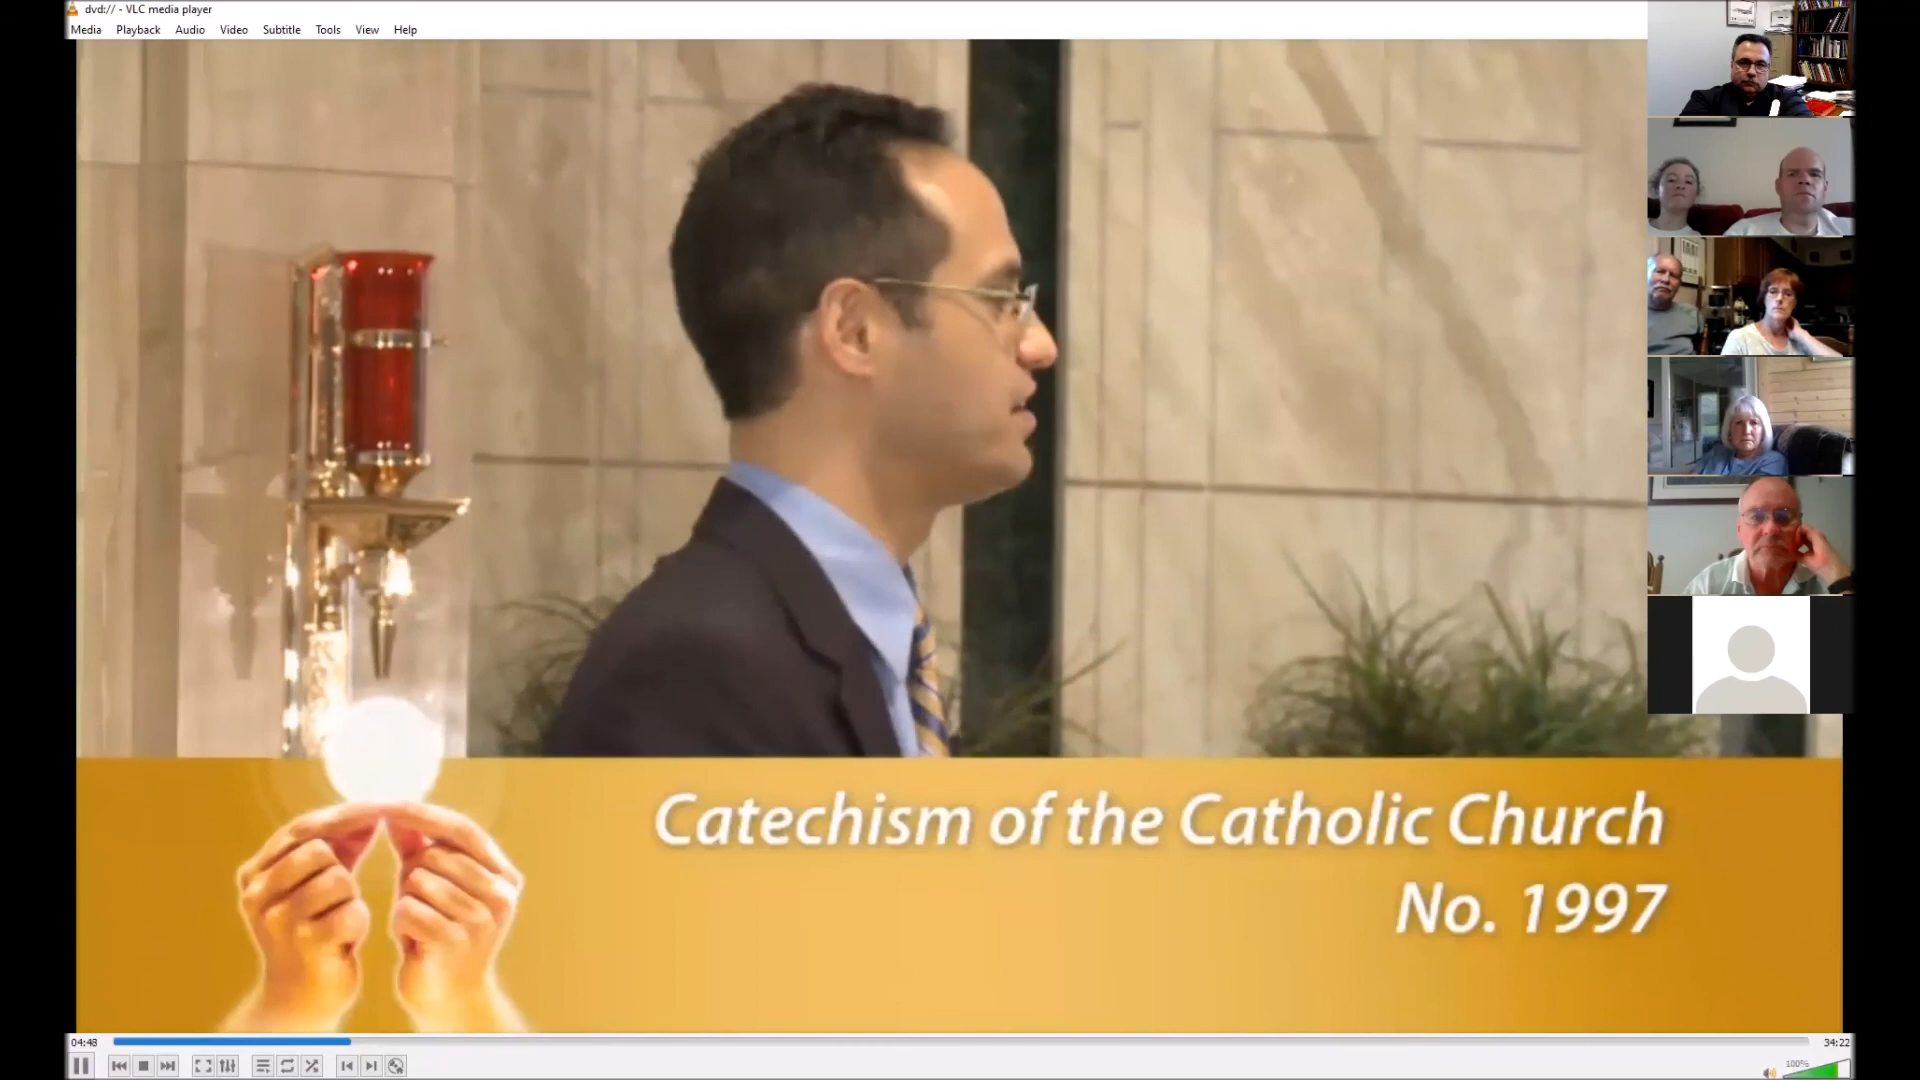 dvd:// - VLC media player
Media Playback Audio Video Subtitle Tools View Help
Catechism of the Catholic Church
No. 1997
04:48
34:22
100%